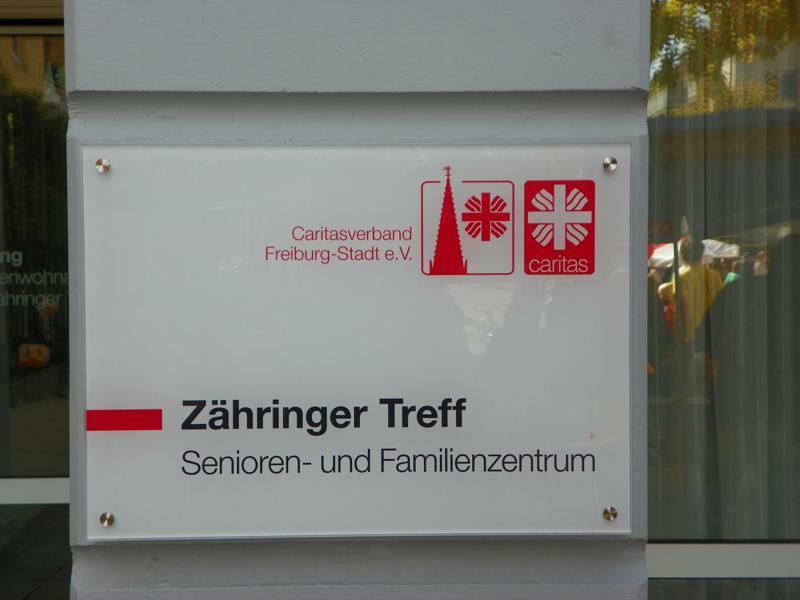 Caritasverband
Freiburg-Stadt e.V.
caritas
Zähringer Treff
Senioren- und Familienzentrum